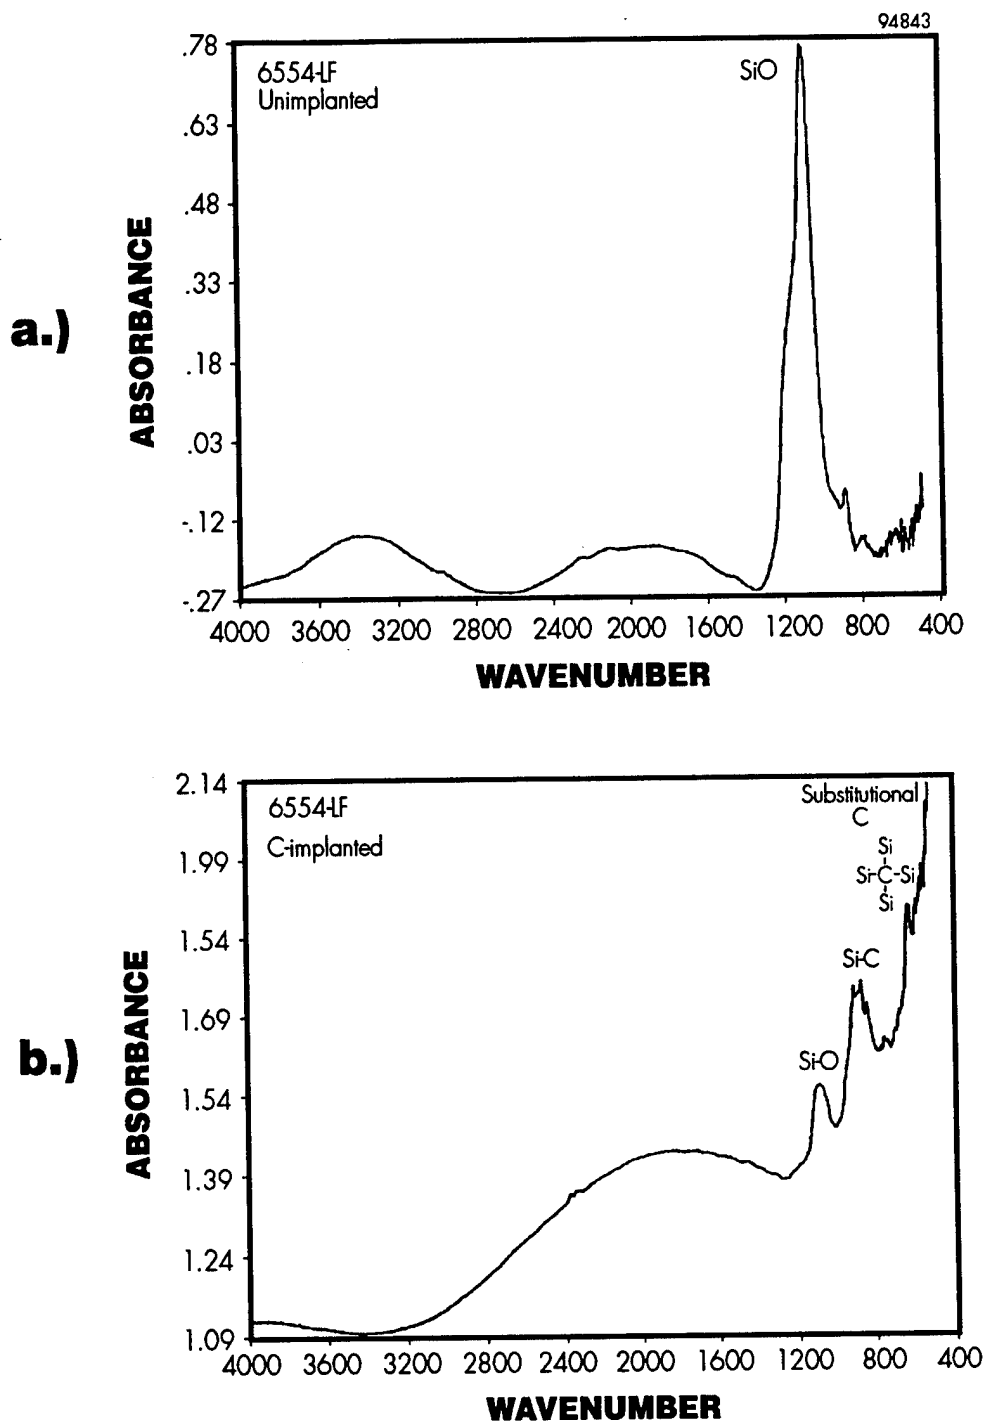 94843
.78
6554-LF
Unimplanted
SiO
.63
.48
.33
.18
.03
-.12
-.27
ABSORBANCE
a.)
4000 3600 3200 2800 2400 2000 1600 1200 800 400
WAVENUMBER
2.14
6554-LF
C-implanted
Substitutional
C
Si
Si-C-Si
Si
1.99
1.54
Si-C
1.69
Si-O
1.54
1.39
1.24
1.09
ABSORBANCE
b.)
4000 3600 3200 2800 2400 2000 1600 1200 800 400
WAVENUMBER